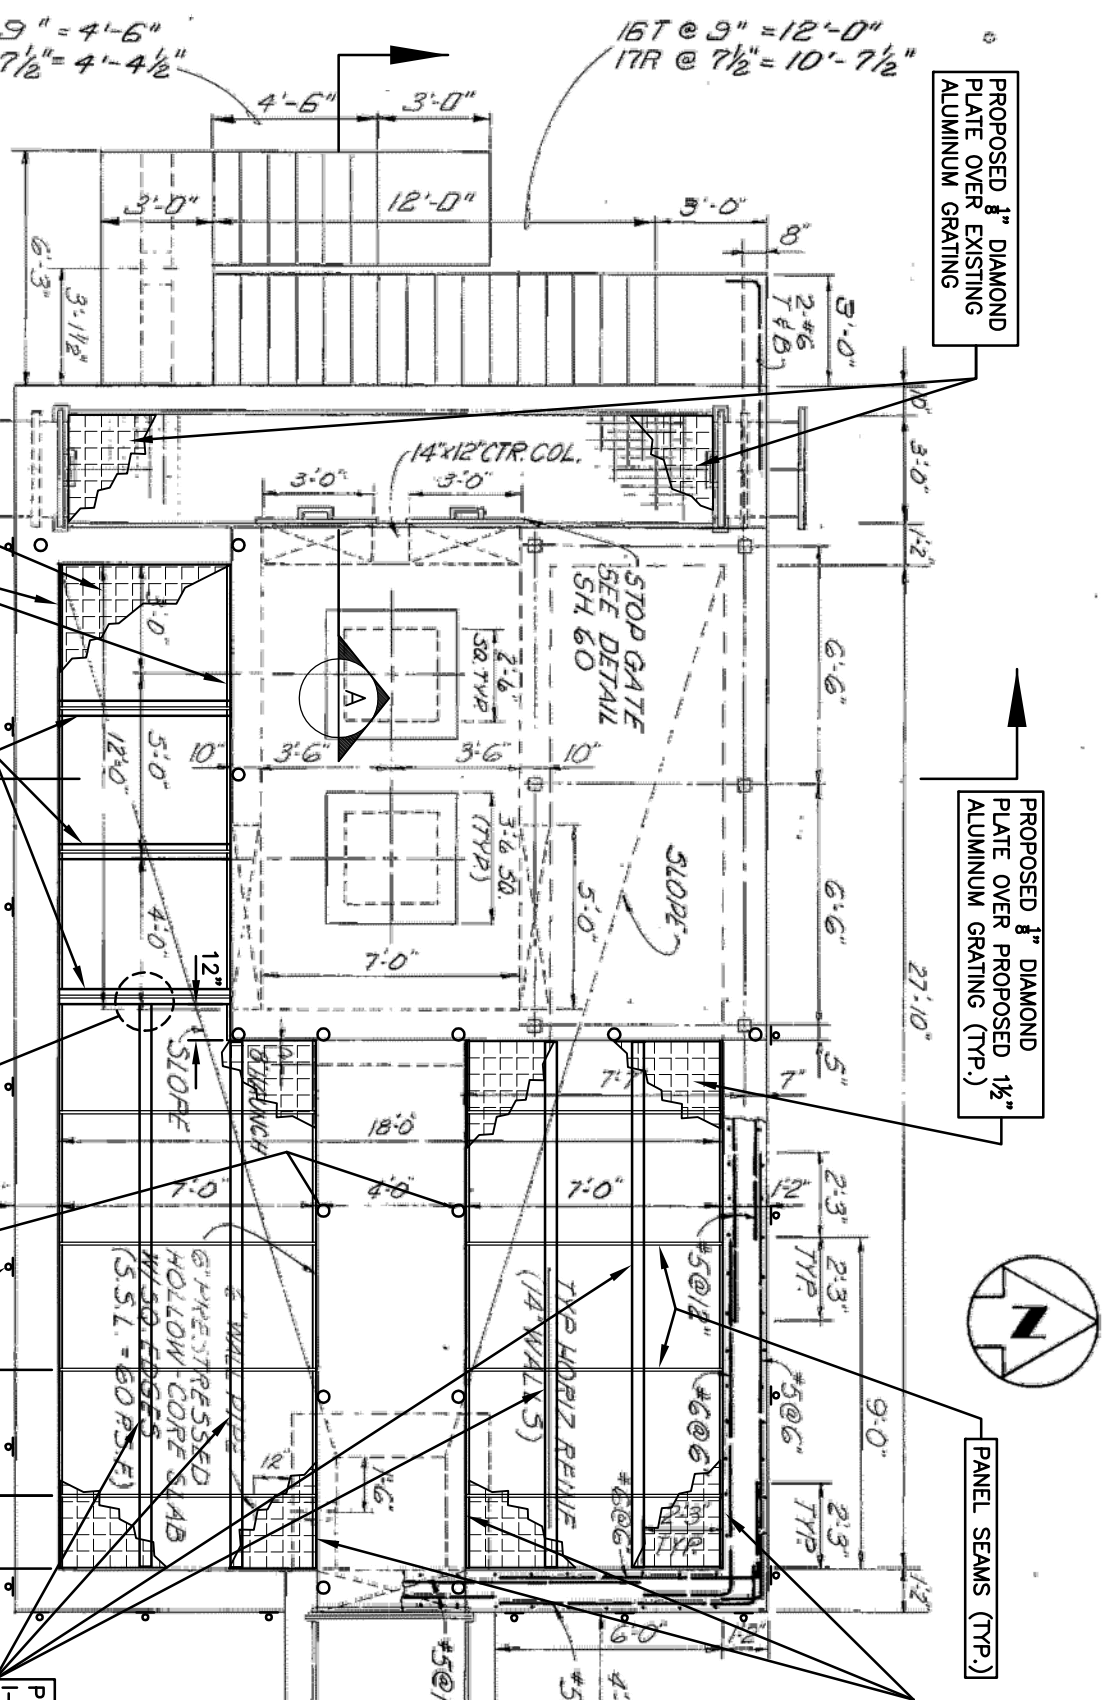 9" = 4'-6"
7½" = 4'-4½"
16T @ 9" = 12'-0"
17R @ 7½" = 10'-7½"
PROPOSED ⅛" DIAMOND
PLATE OVER EXISTING
ALUMINUM GRATING
4'-6"
3'-0"
3'-0"
12'-0"
3'-0"
8"
6'-3"
3'-1½"
2-#6
T & B
3'-0"
10"
3'-0"
1'-2"
14"x12" CTR. COL.
3'-0"
3'-0"
STOP GATE
SEE DETAIL
SH. 60
2'-6"
SQ. TYP
A
6'-6"
6'-6"
27'-10"
3'-0"
5'-0"
12'-0"
4'-0"
10"
3'-6"
3'-6"
10"
3'-6 SQ.
(TYP.)
5'-0"
SLOPE
7'-0"
12"
SLOPE
PROPOSED ⅛" DIAMOND
PLATE OVER PROPOSED 1½"
ALUMINUM GRATING (TYP.)
5"
8" HAUNCH
7'-7
7"
18'-0"
7'-0"
4'-0"
7'-0"
1'-2"
2'-3"
2'-3"
TYP.
9'-0"
2'-3"
TYP.
1'-2"
#5@12"
#5@6"
#6@6
#6@6
6" PRESTRESSED
HOLLOW-CORE SLAB
W/ SQ. EDGES
(S.S.L. = 60 P.S.F.)
WALL PIPE
TYP. HORIZ. REINF
(14" WALLS)
12"
1'-6"
2'-3"
TYP.
N
PANEL SEAMS (TYP.)
6'-0"
1'-2"
#5@1
#5
4'
P
1-